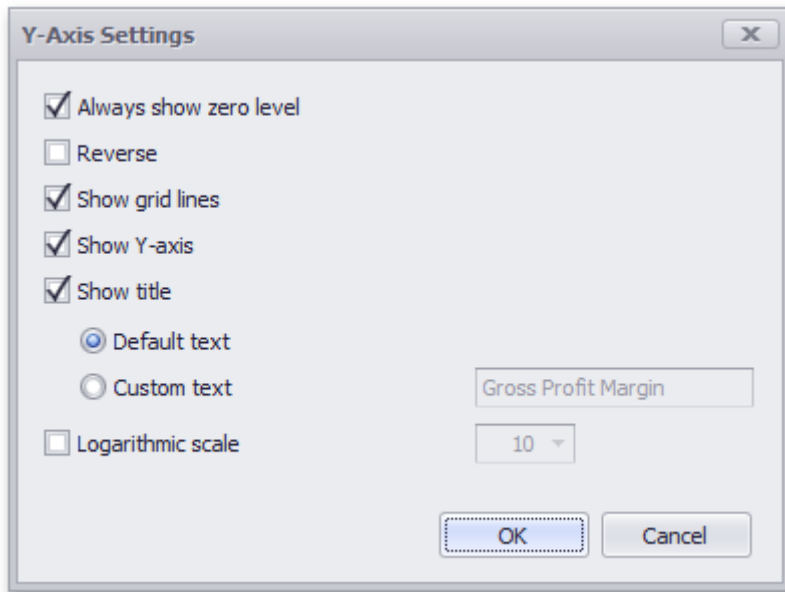 Y-Axis Settings
Always show zero level
Reverse
Show grid lines
Show Y-axis
Show title
Default text
Custom text Gross Profit Margin
Logarithmic scale 10
OK Cancel